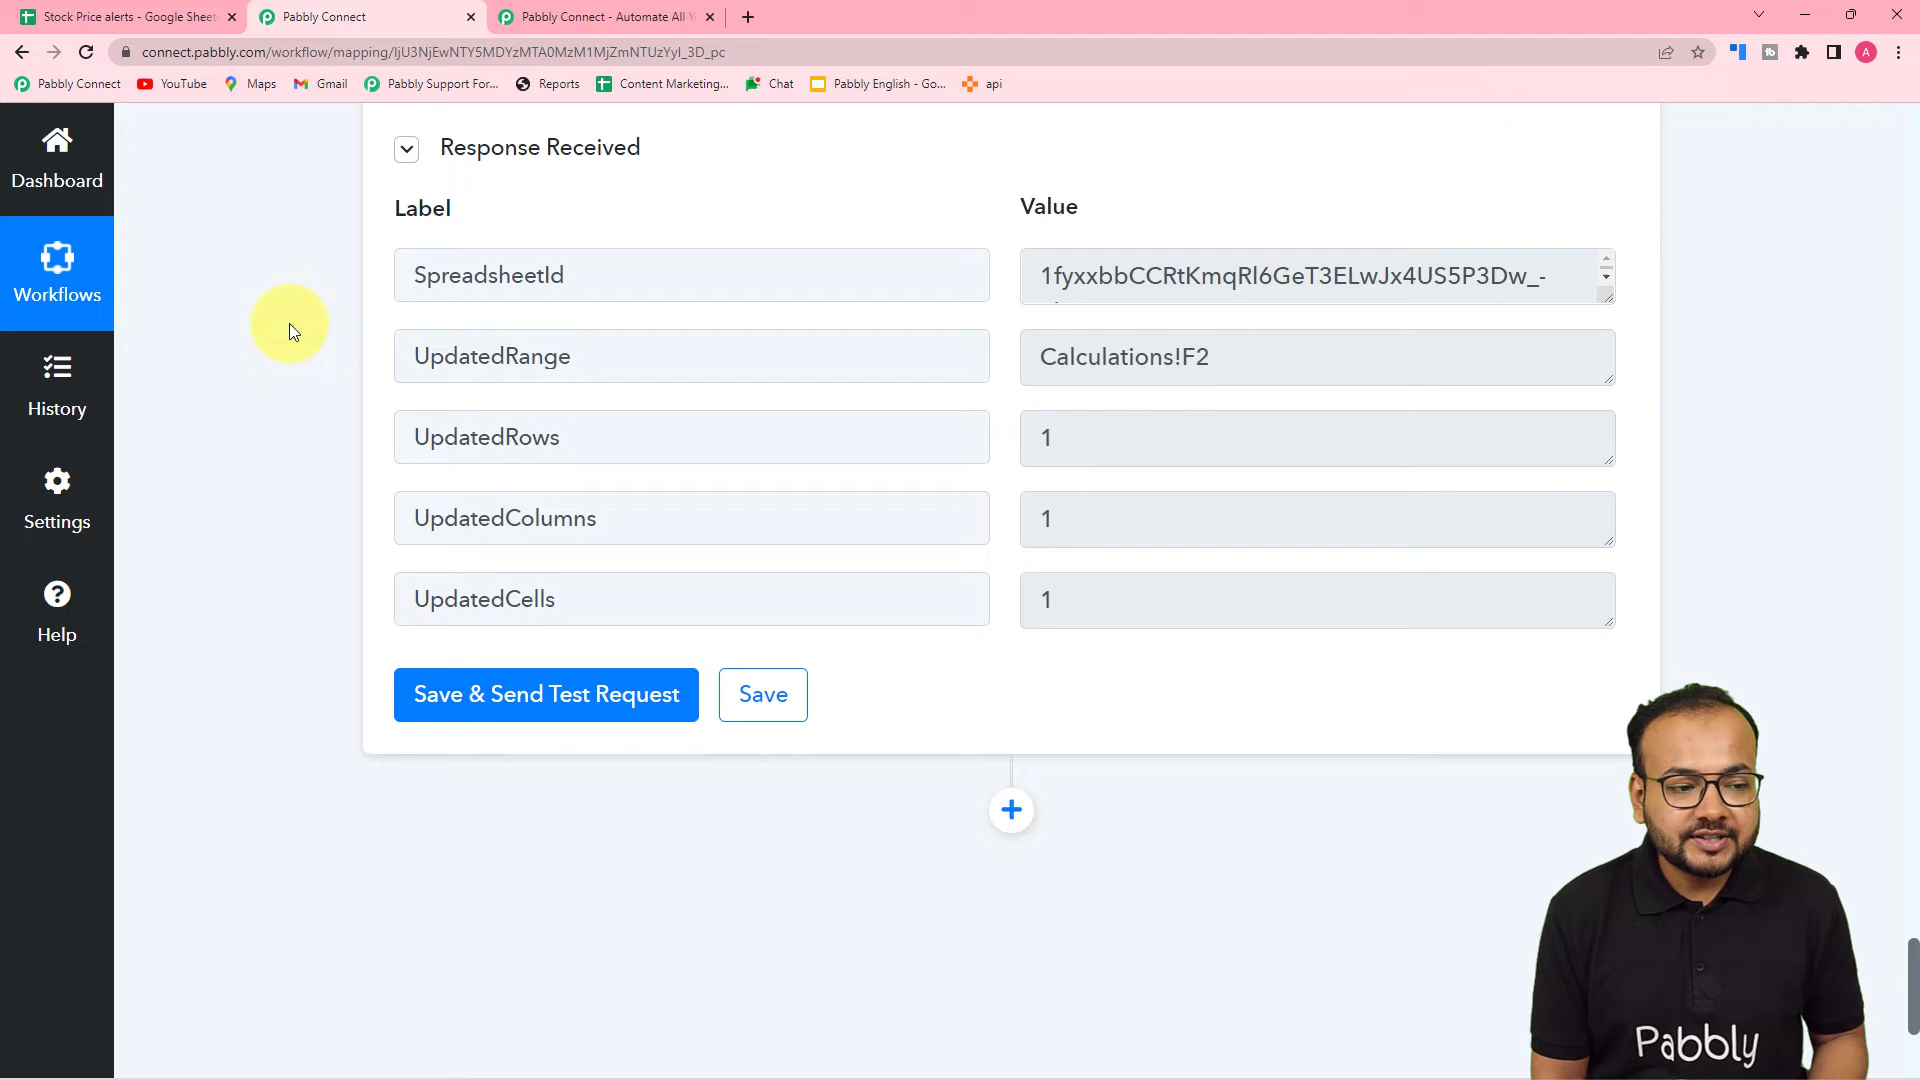 Stock Price alerts - Google Sheet
Pabbly Connect
Pabbly Connect - Automate All Y
connect.pabbly.com/workflow/mapping/IjU3NjEwNTY5MDYzMTA0MzM1MjZmNTUzYyI_3D_pc
Pabbly Connect
YouTube
Maps
Gmail
Pabbly Support For...
Reports
Content Marketing...
Chat
Pabbly English - Go...
api
A
Dashboard
Workflows
History
Settings
Help
Response Received
Label
Value
SpreadsheetId
1fyxxbbCCRtKmqRl6GeT3ELwJx4US5P3Dw_-
UpdatedRange
Calculations!F2
UpdatedRows
1
UpdatedColumns
1
UpdatedCells
1
Save & Send Test Request
Save
Pabbly